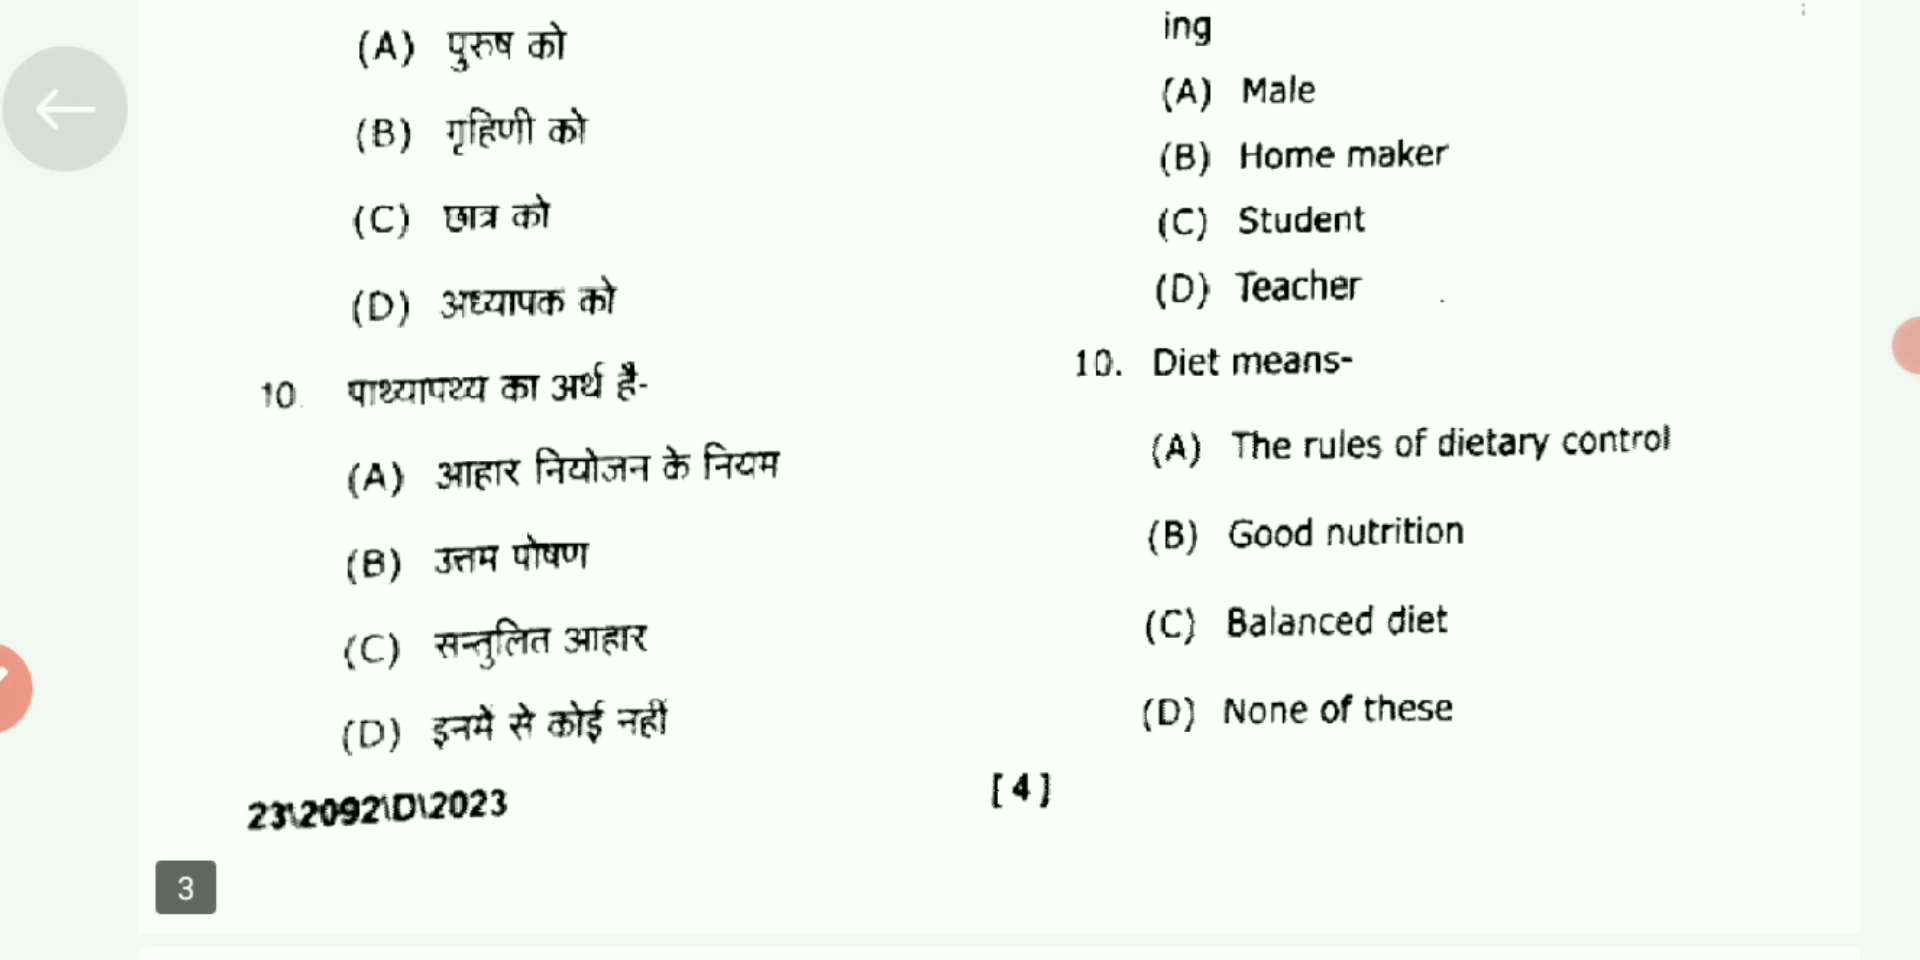 (A) पुरुष को
(B) गृहिणी को
(C) छात्र को
(D) अध्यापक को
10. पाथ्यापथ्य का अर्थ है-
(A) आहार नियोजन के नियम
(B) उत्तम पोषण
(C) सन्तुलित आहार
(D) इनमें से कोई नहीं
23\2092\D\2023
ing
(A) Male
(B) Home maker
(C) Student
(D) Teacher
10. Diet means-
(A) The rules of dietary control
(B) Good nutrition
(C) Balanced diet
(D) None of these
[4]
3